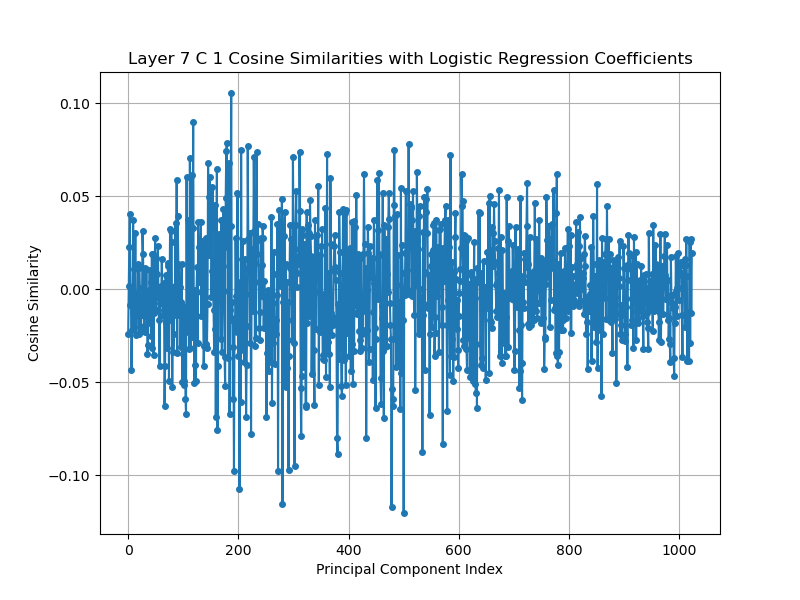 Layer 7 C 1 Cosine Similarities with Logistic Regression Coefficients
0.10
0.05
0.00
−0.05
−0.10
Cosine Similarity
0 200 400 600 800 1000
Principal Component Index